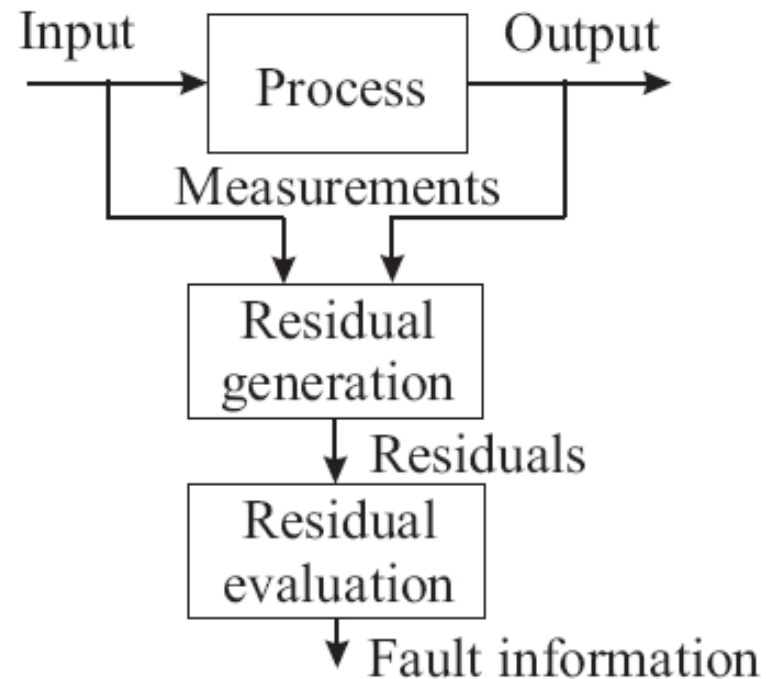 Input
Output
Process
Measurements
Residual
generation
Residuals
Residual
evaluation
Fault information